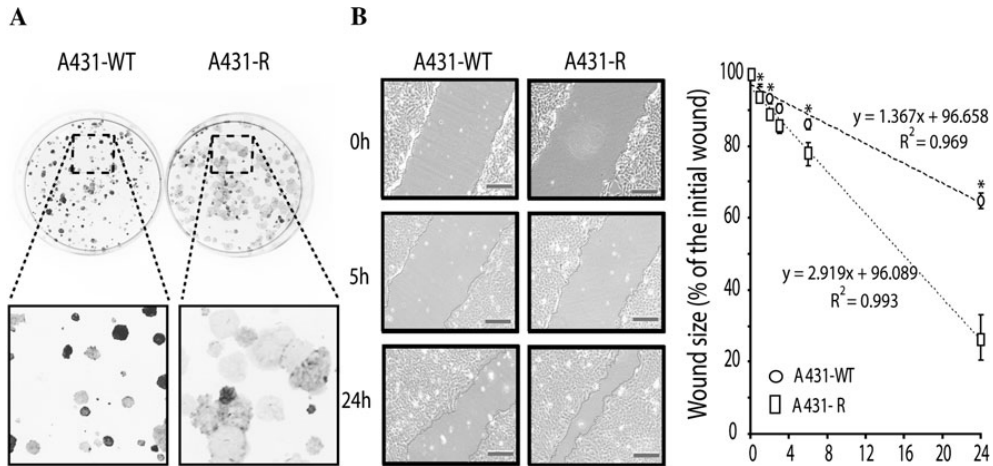 A
B
A431-WT
A431-R
A431-WT
A431-R
0h
5h
24h
Wound size (% of the initial wound)
100
80
60
40
20
0
*
*
*
*
y = 1.367x + 96.658
R² = 0.969
y = 2.919x + 96.089
R² = 0.993
A431-WT
A431-R
0 4 8 12 16 20 24